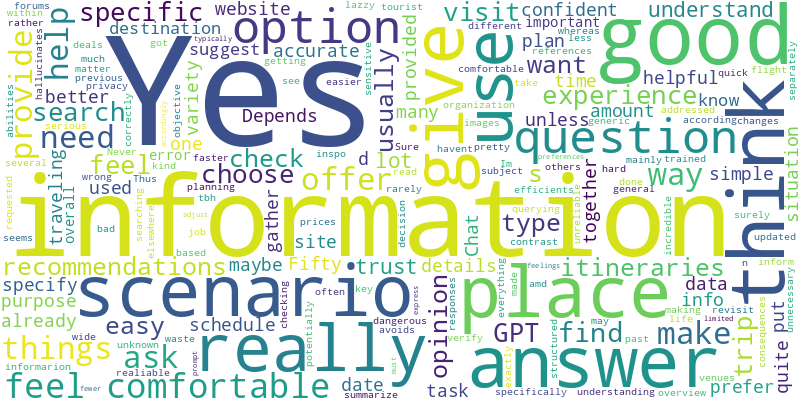 forums
rather
within
help
specific
website
destination
typically
got
suggest
option
lazzy
tourist
accurate
visit
confident
different
important
plan
less
whereas
good
understand
deals
much
matter
previous
privacy
hallucinates
better
search
need
provide
abilities
serious
correctly
objective
variety
Yes
Depends
getting
see
easier
sensitive
usually
Sure
provided
give
many
comfortable
take
organization
images
use
want
time
references
experience
helpful
know
quick
flight
amount
addressed
according
changes
unless
generic
separately
question
think
situation
requested
several
traveling
overall
Never
wrong
Thus
error
kind
feel
used
bad
seems
searching
elsewhere
tbh
adjust
job
based
accordingly
one
faster
check
choose
planning
inspo
d
lot
read
rarely
gather
offer
prices
decision
Chat
havent
pretty
Im
subject
s
efficients
type
querying
contrast
together
preferences
mainly
trained
others
hard
done
general
unreliable
way
simple
surely
incredible
updated
information
recommendations
specify
purpose
already
things
informarion
wide
feel
comfortable
unknown
realiable
easy
ask
waste
schedule
site
maybe
Fifty
scenario
often
key
avoids
dangerous
potentially
checking
date
summarize
really
prompt
fewer
express
must
trust
details
opinion
responses
verify
task
GPT
everything
made
feelings
amd
exactly
structured
place
answer
specifically
itineraries
data
info
find
may
past
understanding
make
making
life
limited
revisit
venues
overview
prefer
trip
quite
put
n
inform
consequences
unnecessary